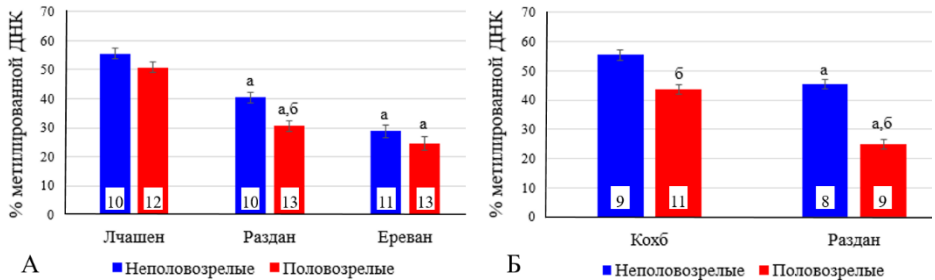 % метилированной ДНК
70
60
50
40
30
20
10
0
а
а,б
а
а
10
12
10
13
11
13
Лчашен
Раздан
Ереван
А
Неполовозрелые
Половозрелые
% метилированной ДНК
70
60
50
40
30
20
10
0
б
а
а,б
9
11
8
9
Кохб
Раздан
Б
Неполовозрелые
Половозрелые